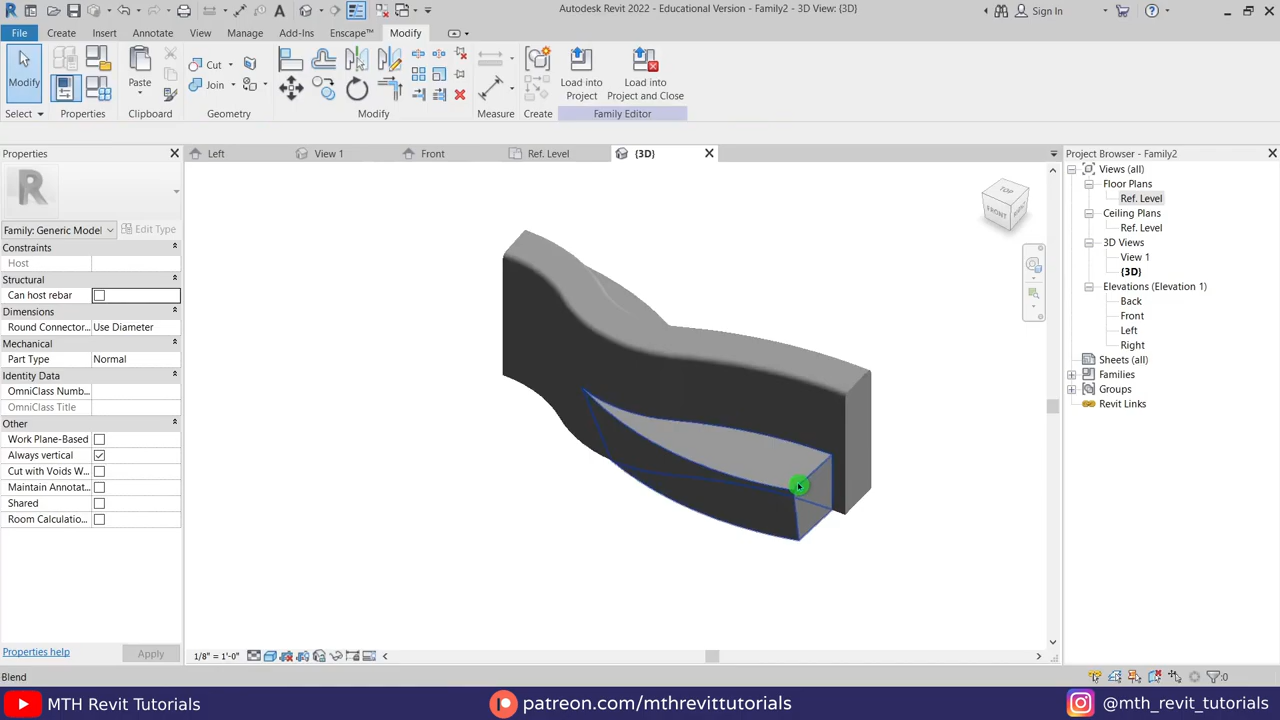 Autodesk Revit 2022 - Educational Version - Family2 - 3D View: {3D}
Sign In
File Create Insert Annotate View Manage Add-Ins Enscape™ Modify
Modify
Paste
Cut
Join
Load into
Project
Load into
Project and Close
Select Properties Clipboard Geometry Modify Measure Create Family Editor
Properties
Left View 1 Front Ref. Level {3D}
Project Browser - Family2
Family: Generic Model
Edit Type
Constraints
Host
Structural
Can host rebar
Dimensions
Round Connector... Use Diameter
Mechanical
Part Type Normal
Identity Data
OmniClass Numb...
OmniClass Title
Other
Work Plane-Based
Always vertical
Cut with Voids W...
Maintain Annotat...
Shared
Room Calculatio...
Properties help
Apply
TOP
FRONT
RIGHT
Views (all)
Floor Plans
Ref. Level
Ceiling Plans
Ref. Level
3D Views
View 1
{3D}
Elevations (Elevation 1)
Back
Front
Left
Right
Sheets (all)
Families
Groups
Revit Links
1/8" = 1'-0"
Blend
:0
MTH Revit Tutorials
patreon.com/mthrevittutorials
@mth_revit_tutorials